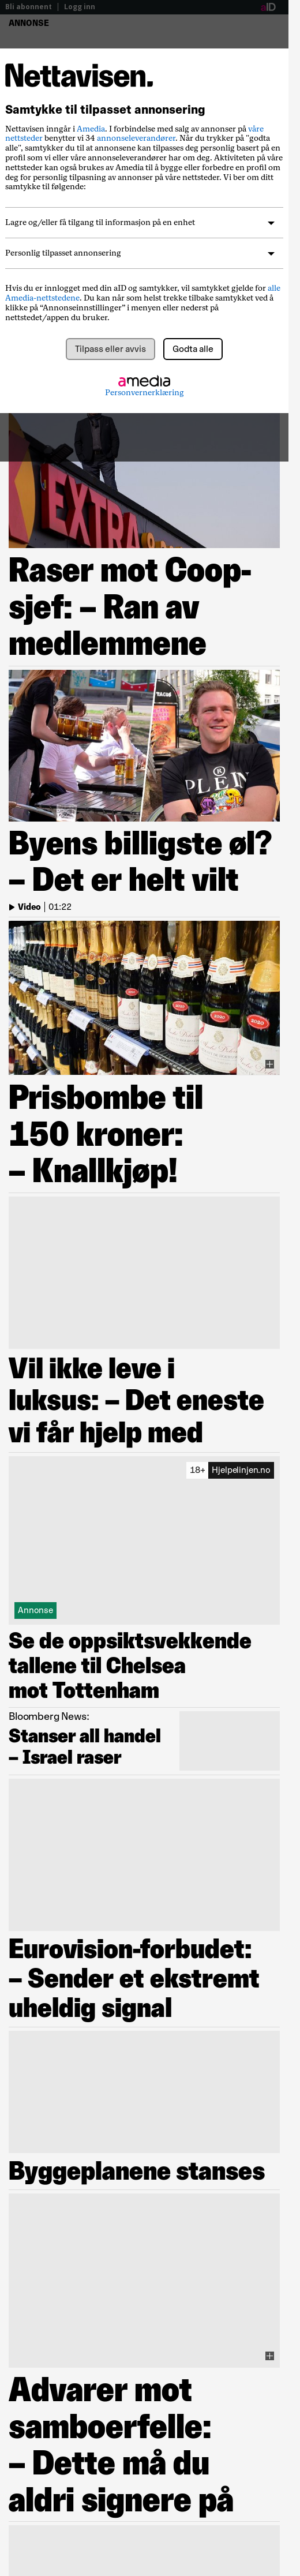 Bli abonnent
Logg inn
aID
ANNONSE
Nettavisen.
Samtykke til tilpasset annonsering
Nettavisen inngår i Amedia. I forbindelse med salg av annonser på våre
nettsteder benytter vi 34 annonseleverandører. Når du trykker på "godta
alle", samtykker du til at annonsene kan tilpasses deg personlig basert på en
profil som vi eller våre annonseleverandører har om deg. Aktiviteten på våre
nettsteder kan også brukes av Amedia til å bygge eller forbedre en profil om
deg for personlig tilpasning av annonser på våre nettsteder. Vi ber om ditt
samtykke til følgende:
Lagre og/eller få tilgang til informasjon på en enhet
Personlig tilpasset annonsering
Hvis du er innlogget med din aID og samtykker, vil samtykket gjelde for alle
Amedia-nettstedene. Du kan når som helst trekke tilbake samtykket ved å
klikke på “Annonseinnstillinger” i menyen eller nederst på
nettstedet/appen du bruker.
Tilpass eller avvis
Godta alle
amedia
Personvernerklæring
EXTRA
Raser mot Coop-
sjef: – Ran av
medlemmene
TACOS
PLEIN
Byens billigste øl?
– Det er helt vilt
Video
01:22
Prisbombe til
150 kroner:
– Knallkjøp!
Vil ikke leve i
luksus: – Det eneste
vi får hjelp med
18+
Hjelpelinjen.no
Annonse
Se de oppsiktsvekkende
tallene til Chelsea
mot Tottenham
Bloomberg News:
Stanser all handel
– Israel raser
Eurovision-forbudet:
– Sender et ekstremt
uheldig signal
Byggeplanene stanses
Advarer mot
samboerfelle:
– Dette må du
aldri signere på